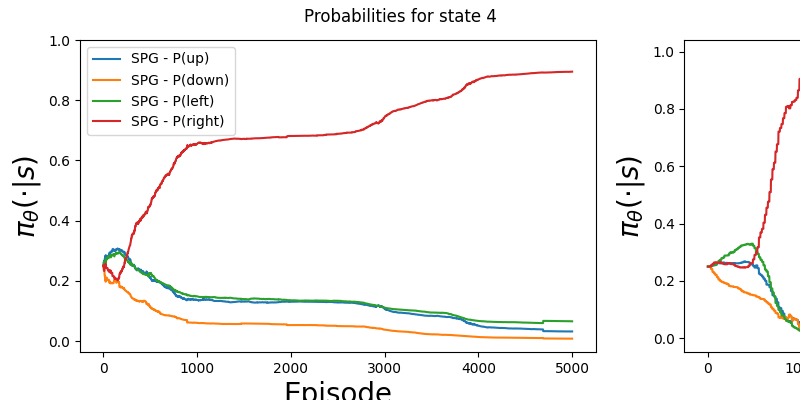 Probabilities for state 4
1.0
0.8
0.6
0.4
0.2
0.0
π_θ(·|s)
SPG - P(up)
SPG - P(down)
SPG - P(left)
SPG - P(right)
0 1000 2000 3000 4000 5000
Episode
1.0
0.8
0.6
0.4
0.2
0.0
π_θ(·|s)
0